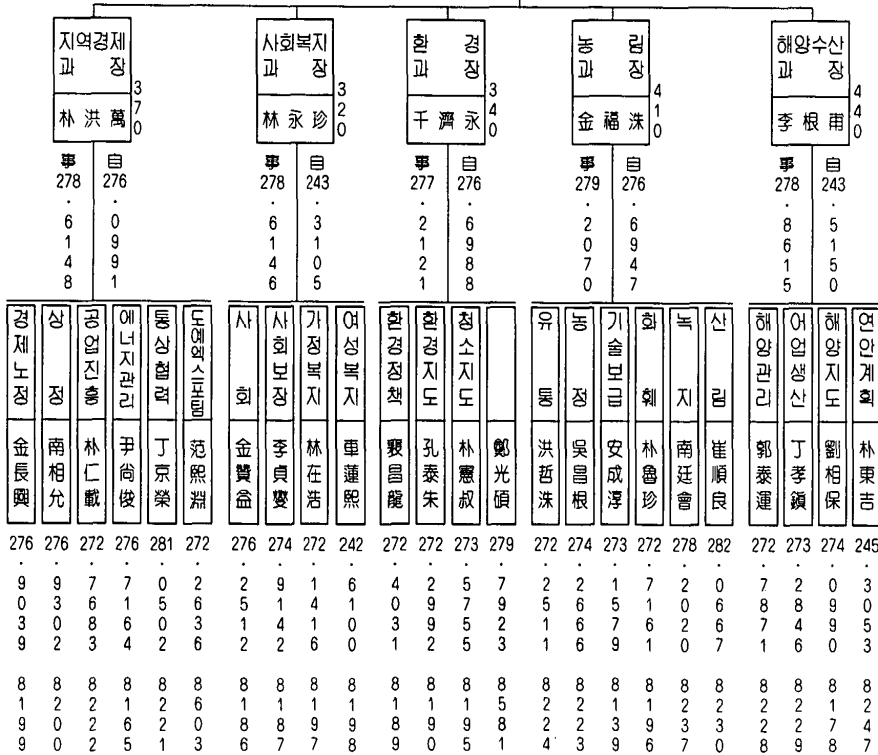 지역경제
과 장
朴洪萬
370
사회복지
과 장
林永珍
320
환 경
과 장
千濟永
340
농 림
과 장
金福洙
410
해양수산
과 장
李根甫
440
事 278·6148
自 276·0991
事 278·6146
自 243·3105
事 277·2121
自 276·6988
事 279·2070
自 276·6947
事 278·8615
自 243·5150
경제노정 金長興 276·9039 8199
상 정 南相允 276·9302 8200
공업진흥 朴仁載 272·7683 8222
에너지관리 尹尙俊 276·7164 8165
통상협력 丁京榮 281·0502 8221
도예엑스포팀 范熙淵 272·2636 8603
사 회 金贊益 276·2512 8186
사회보장 李貞燮 274·9142 8187
가정복지 林在浩 272·1416 8197
여성복지 車蓮熙 242·6100 8198
환경정책 裵昌龍 272·4031 8189
환경지도 孔泰朱 272·2992 8190
청소지도 朴憲叔 273·5755 8195
鄭光碩 279·7923 8581
유 통 洪哲洙 272·2511 8224
농 정 吳昌根 274·2666 8223
기술보급 安成淳 273·1579 8139
화 훼 朴魯珍 272·7161 8196
녹 지 南廷會 278·2020 8237
산 림 崔順良 282·0667 8230
해양관리 郭泰運 272·7871 8228
어업생산 丁孝鎭 273·2846 8229
해양지도 劉相保 274·0990 8178
연안계획 朴東吉 245·3053 8247